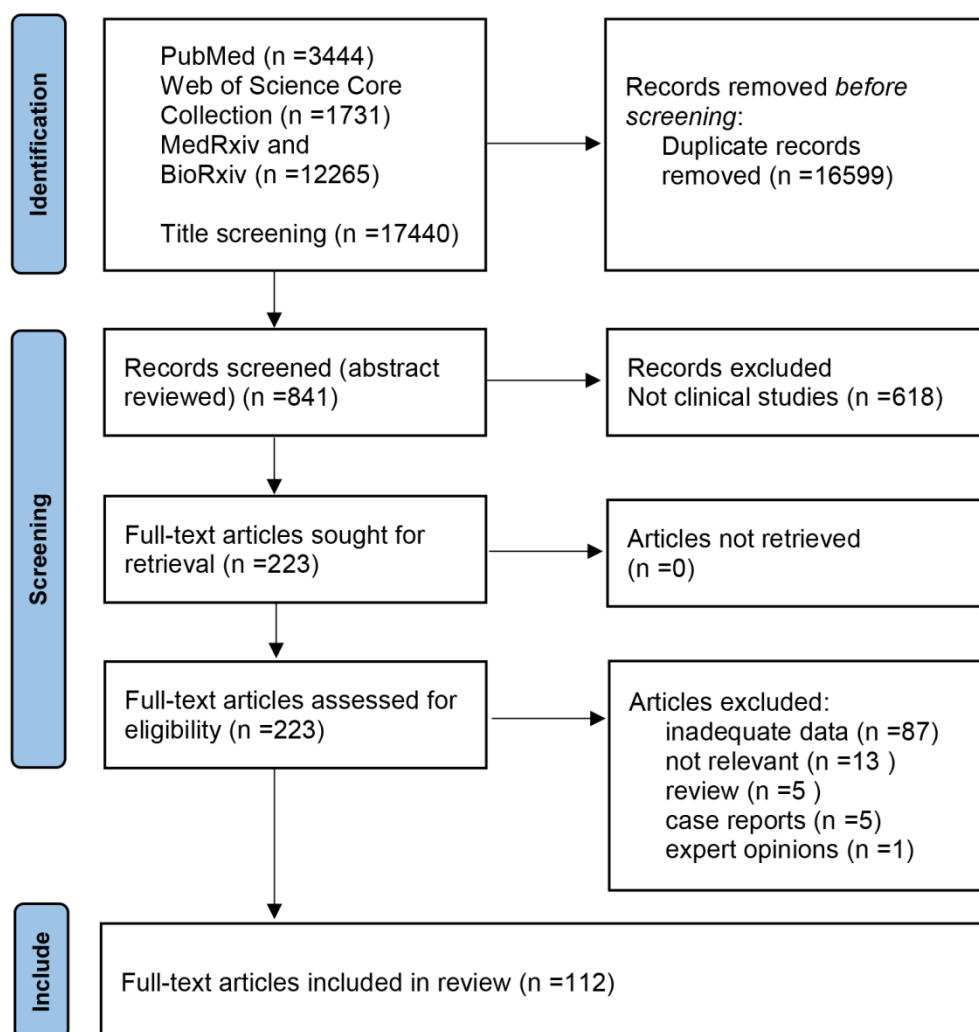 Identification
PubMed (n =3444)
Web of Science Core
Collection (n =1731)
MedRxiv and
BioRxiv (n =12265)
Title screening (n =17440)
Records removed before
screening:
Duplicate records
removed (n =16599)
Screening
Records screened (abstract
reviewed) (n =841)
Records excluded
Not clinical studies (n =618)
Full-text articles sought for
retrieval (n =223)
Articles not retrieved
(n =0)
Full-text articles assessed for
eligibility (n =223)
Articles excluded:
inadequate data (n =87)
not relevant (n =13 )
review (n =5 )
case reports (n =5)
expert opinions (n =1)
Include
Full-text articles included in review (n =112)